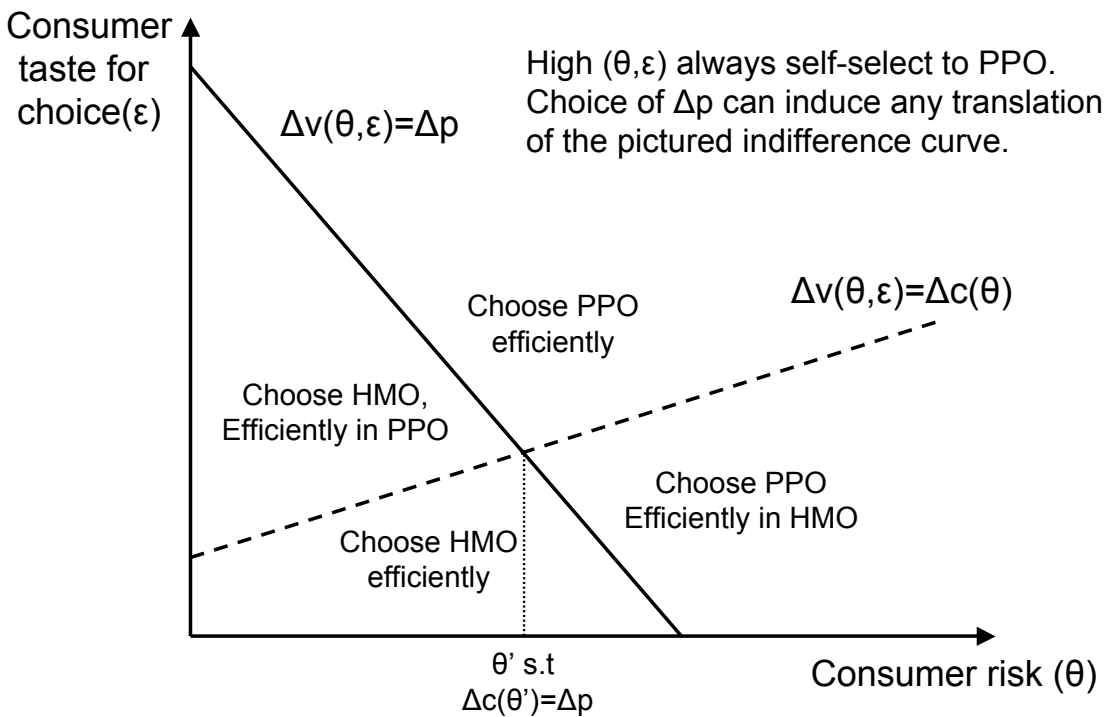 Consumer
taste for
choice(ε)
High (θ,ε) always self-select to PPO.
Choice of Δp can induce any translation
of the pictured indifference curve.
Δv(θ,ε)=Δp
Δv(θ,ε)=Δc(θ)
Choose PPO
efficiently
Choose HMO,
Efficiently in PPO
Choose PPO
Efficiently in HMO
Choose HMO
efficiently
θ’ s.t
Δc(θ’)=Δp
Consumer risk (θ)